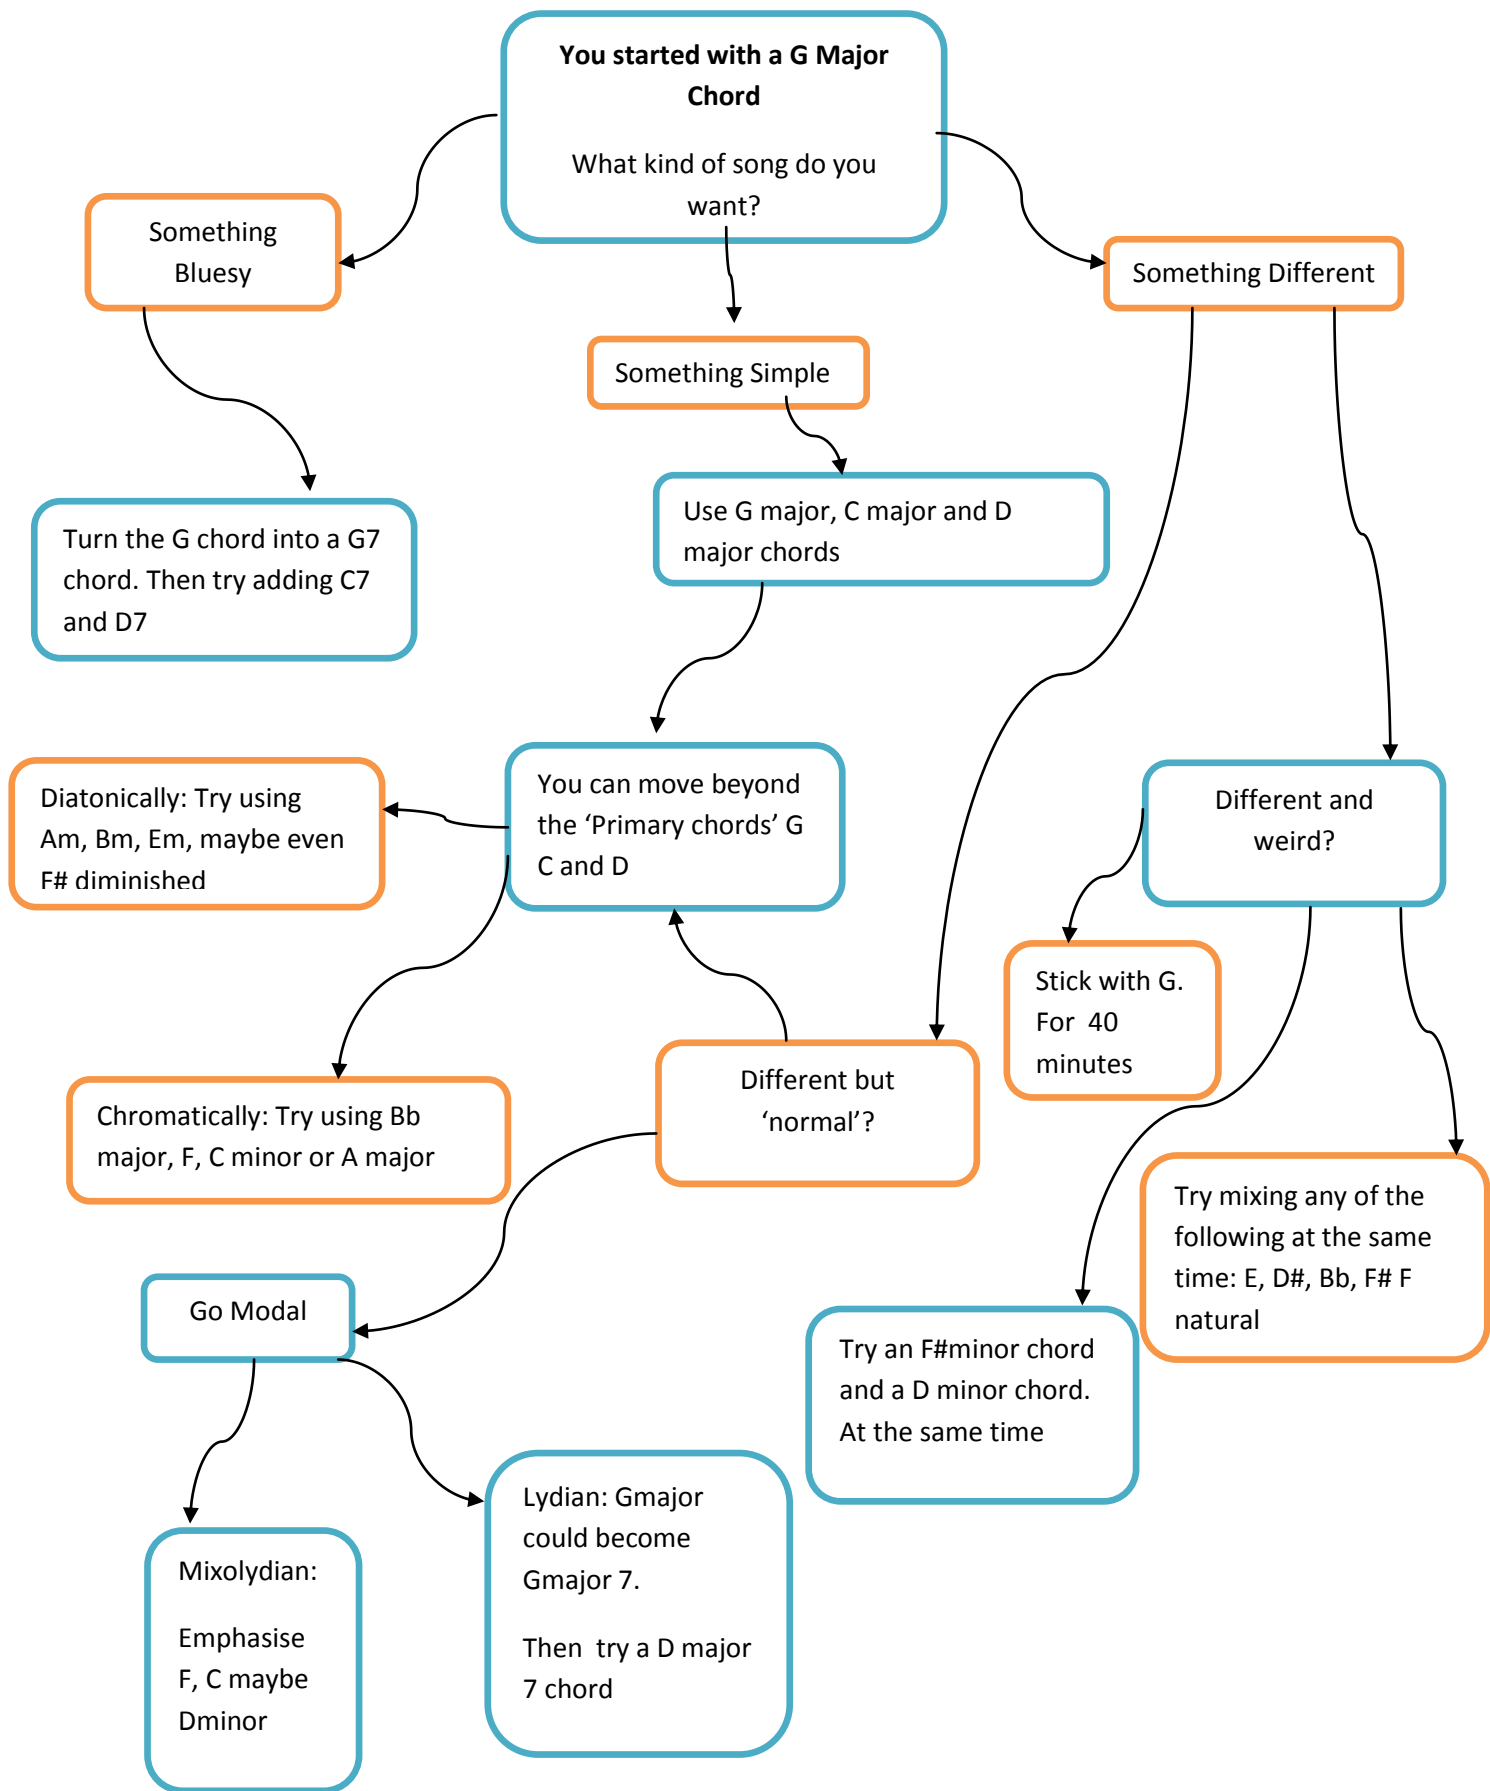 You started with a G Major
Chord
What kind of song do you
want?
Something
Bluesy
Something Different
Something Simple
Use G major, C major and D
major chords
Turn the G chord into a G7
chord. Then try adding C7
and D7
You can move beyond
the ‘Primary chords’ G
C and D
Diatonically: Try using
Am, Bm, Em, maybe even
F# diminished
Different and
weird?
Stick with G.
For  40
minutes
Different but
‘normal’?
Chromatically: Try using Bb
major, F, C minor or A major
Try mixing any of the
following at the same
time: E, D#, Bb, F# F
natural
Go Modal
Try an F#minor chord
and a D minor chord.
At the same time
Lydian: Gmajor
could become
Gmajor 7.
Then  try a D major
7 chord
Mixolydian:
Emphasise
F, C maybe
Dminor